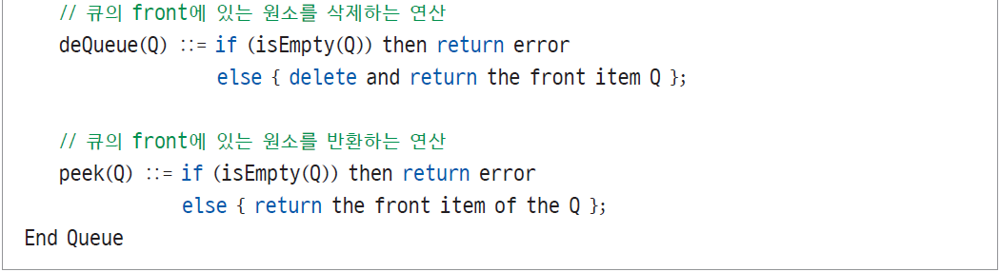 // 큐의 front에 있는 원소를 삭제하는 연산
deQueue(Q) ::= if (isEmpty(Q)) then return error
else { delete and return the front item Q };
// 큐의 front에 있는 원소를 반환하는 연산
peek(Q) ::= if (isEmpty(Q)) then return error
else { return the front item of the Q };
End Queue